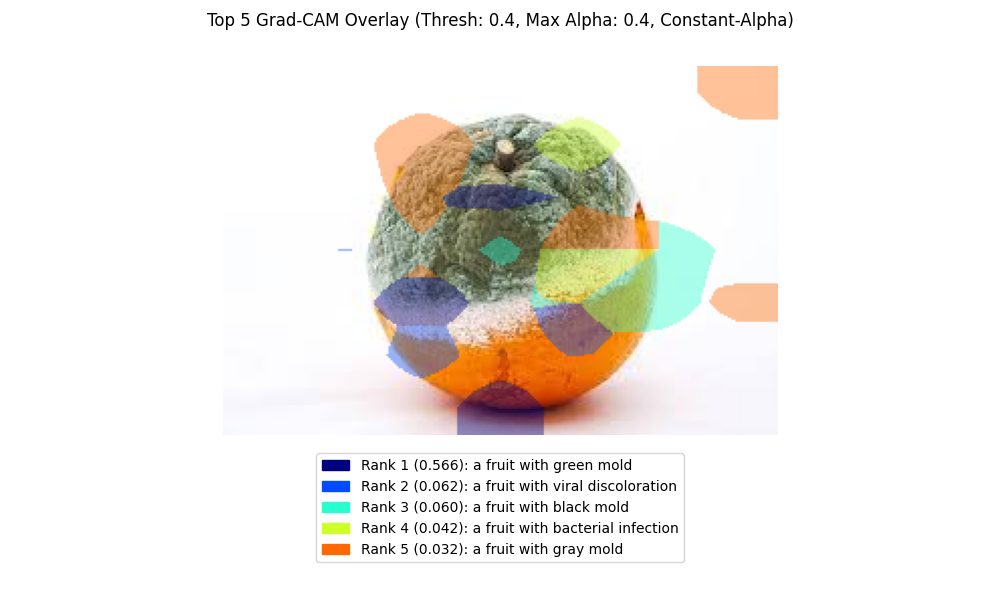 Top 5 Grad-CAM Overlay (Thresh: 0.4, Max Alpha: 0.4, Constant-Alpha)
Rank 1 (0.566): a fruit with green mold
Rank 2 (0.062): a fruit with viral discoloration
Rank 3 (0.060): a fruit with black mold
Rank 4 (0.042): a fruit with bacterial infection
Rank 5 (0.032): a fruit with gray mold